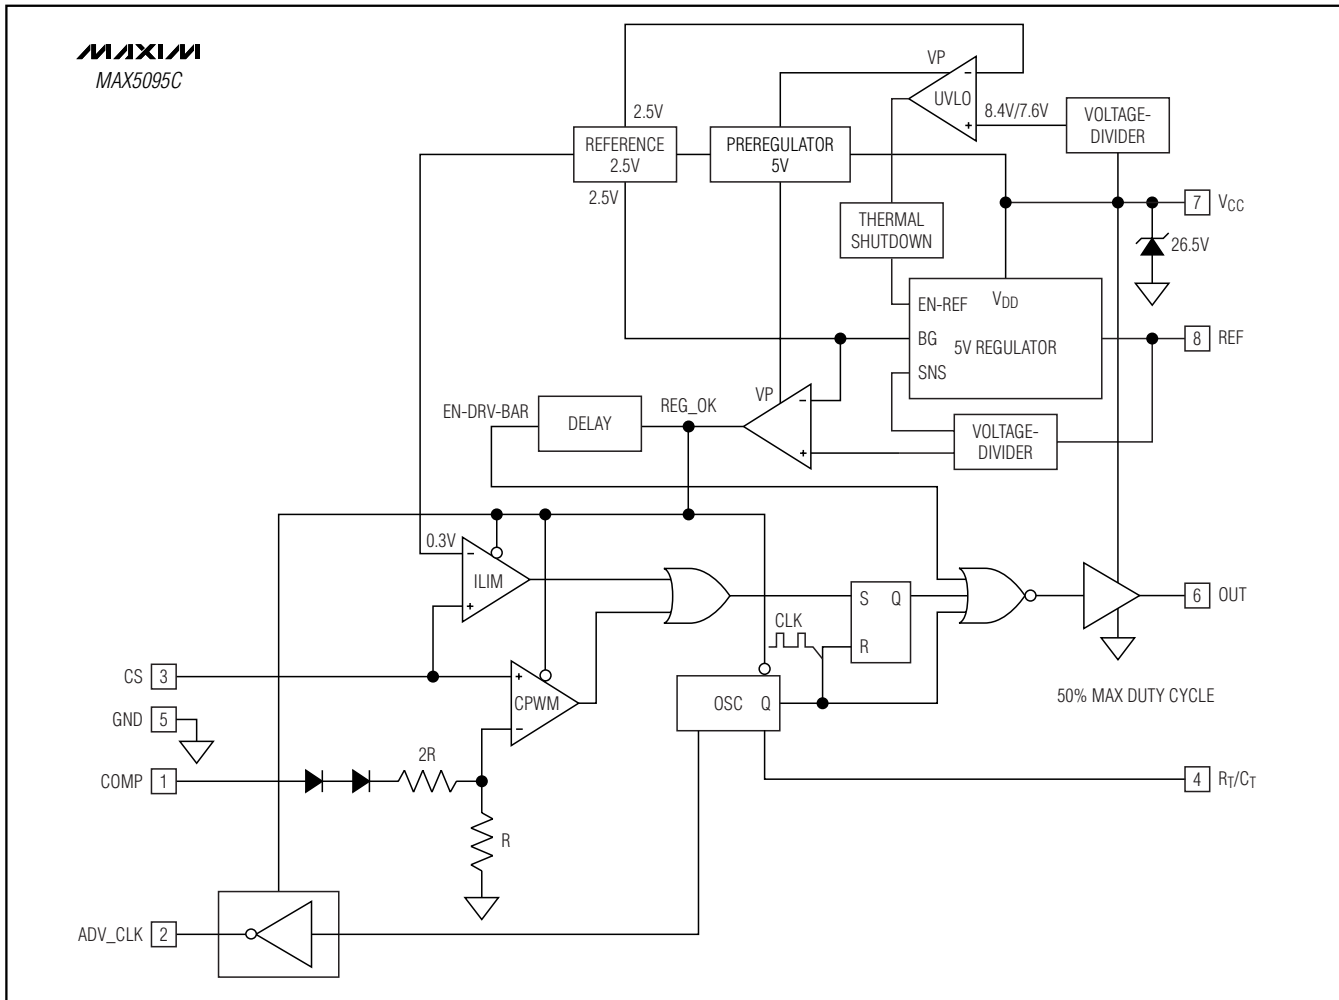 MAXIM
MAX5095C
VP
-
UVLO
+
8.4V/7.6V
VOLTAGE-
DIVIDER
2.5V
REFERENCE
2.5V
2.5V
PREREGULATOR
5V
THERMAL
SHUTDOWN
7
VCC
26.5V
EN-REF
VDD
BG
5V REGULATOR
SNS
8
REF
VP
-
+
EN-DRV-BAR
DELAY
REG_OK
VOLTAGE-
DIVIDER
0.3V
-
ILIM
+
S
Q
R
CLK
6
OUT
CS
3
+
CPWM
-
OSC
Q
50% MAX DUTY CYCLE
GND
5
COMP
1
2R
R
4
RT/CT
ADV_CLK
2